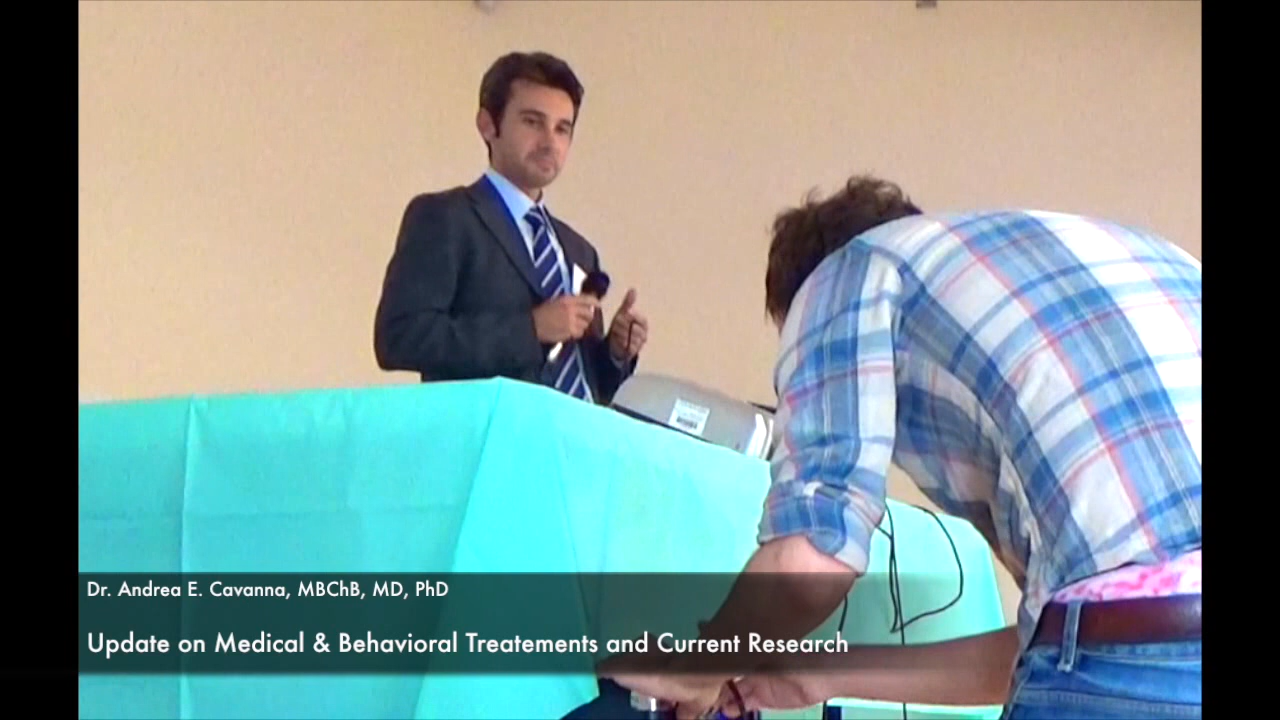 Dr. Andrea E. Cavanna, MBChB, MD, PhD
Update on Medical & Behavioral Treatements and Current Research